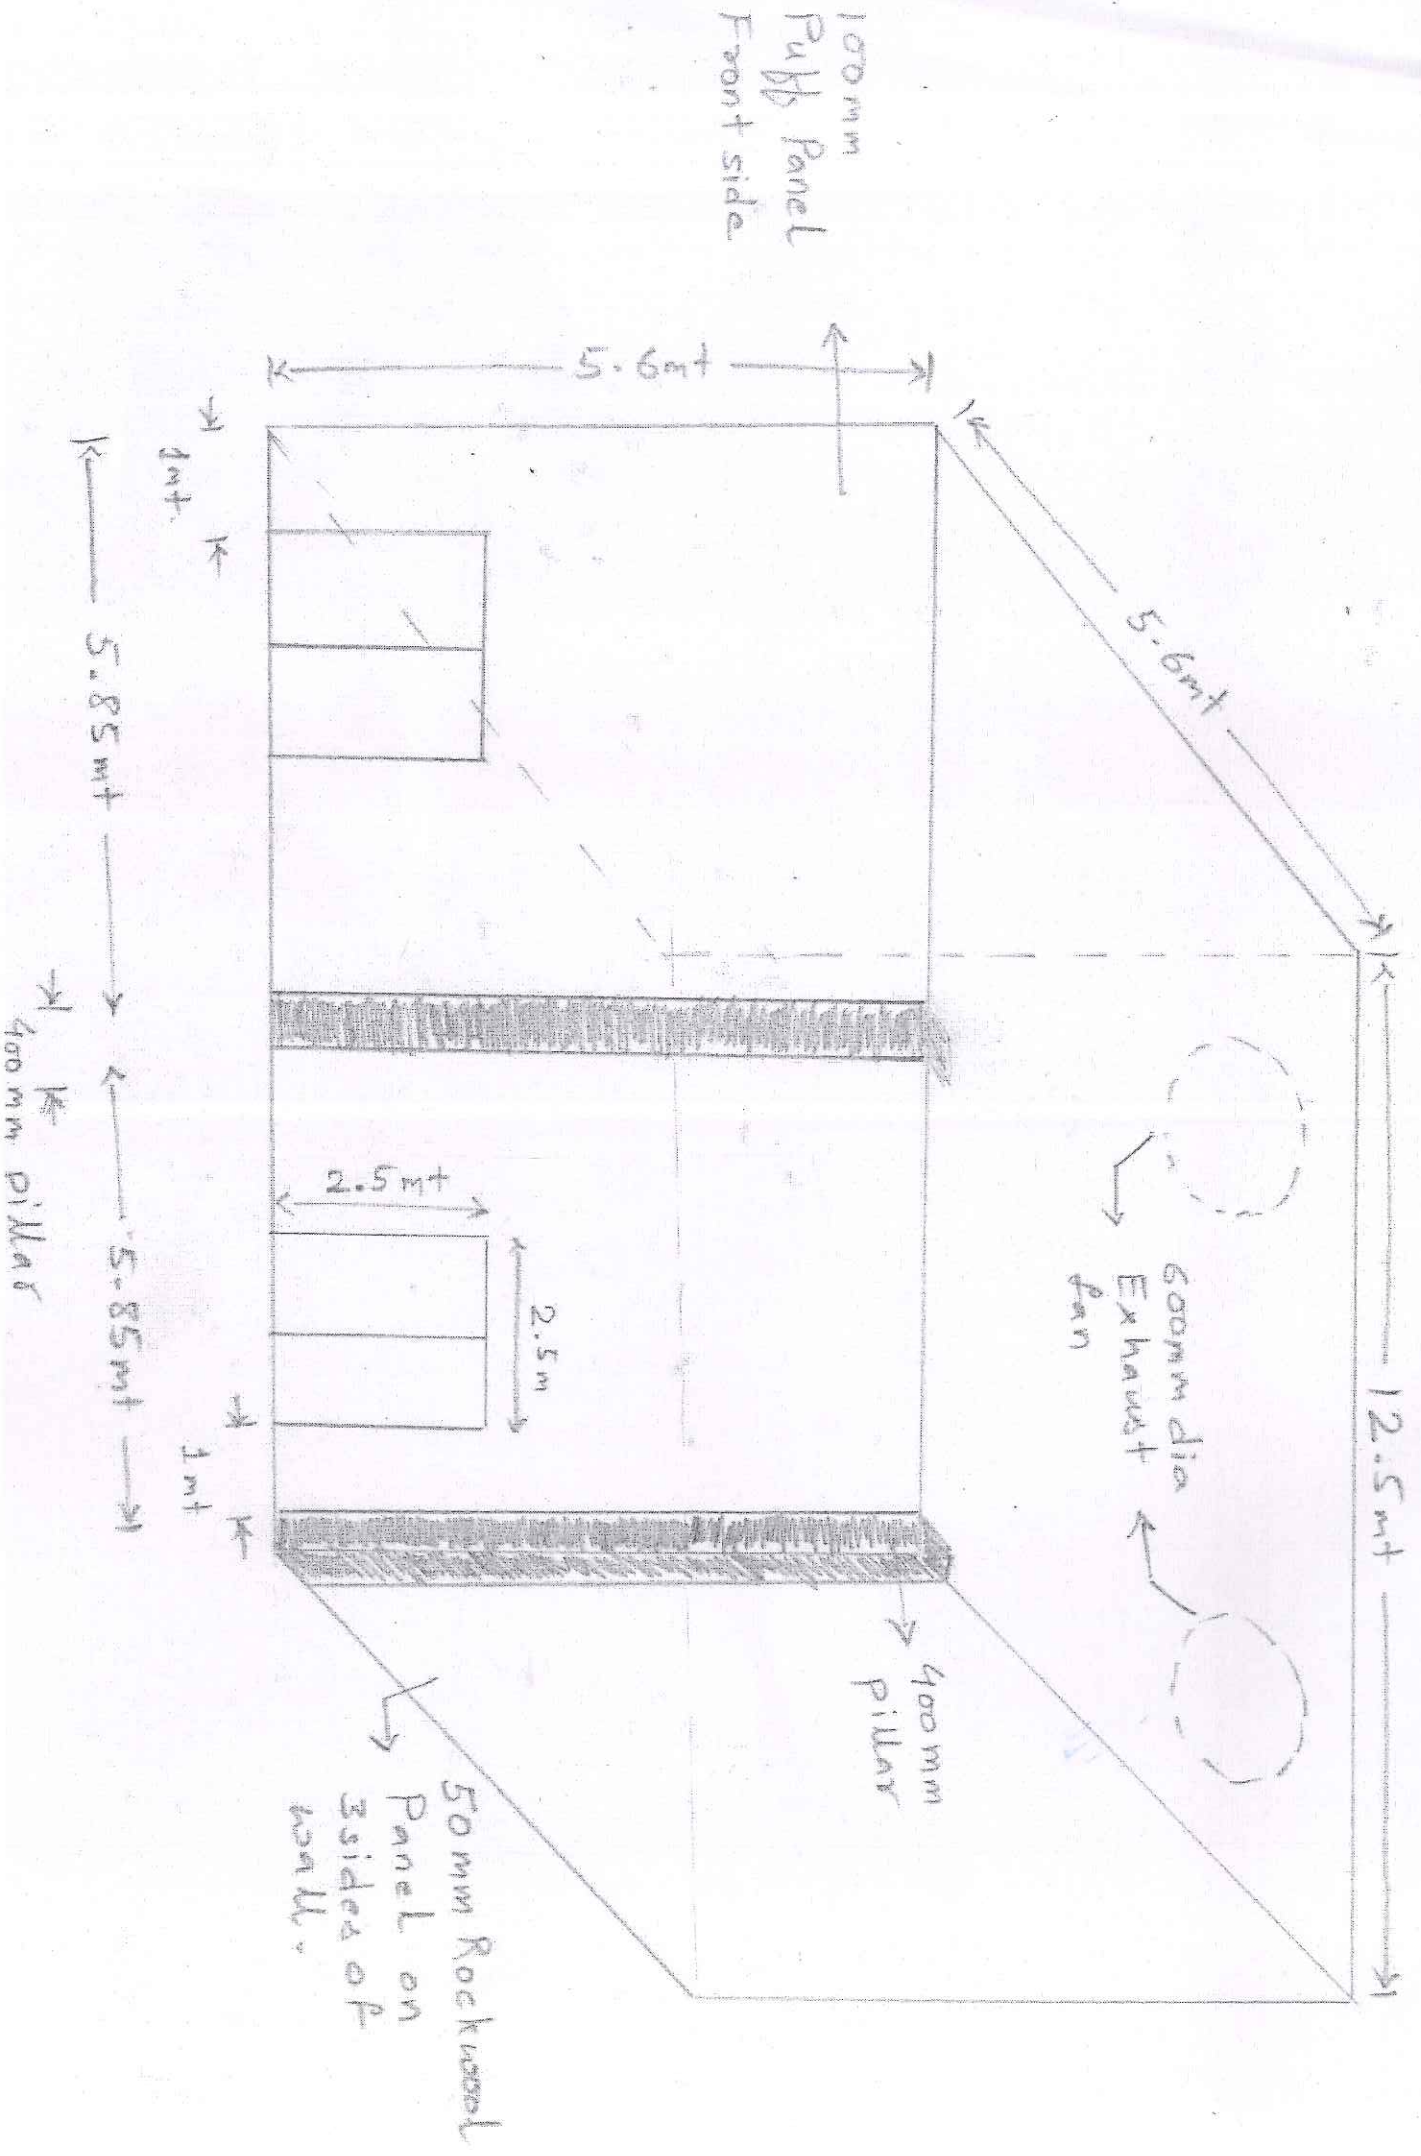 12.5mt
5.6mt
600mm dia
Exhaust
fan
100mm
Puff Panel
Front side
5.6mt
400mm
pillar
2.5m
2.5mt
50mm Rockwool
Panel on
3sides of
wall.
1mt
1mt
5.85mt
5.85mt
400mm pillar